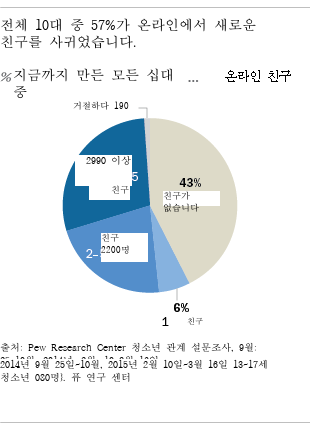 전체 10대 중 57%가 온라인에서 새로운
친구를 사귀었습니다.
% 지금까지 만든 모든 십대 ... 온라인 친구
중
거절하다 190
2990 이상
5
친구
43%
친구가
없습니다
친구
2200명
2–
6%
1 친구
출처: Pew Research Center 청소년 관계 설문조사, 9월:
2014년 9월 25일~10월, 2015년 2월 10일~3월 16일 13~17세
청소년 080명). 퓨 연구 센터